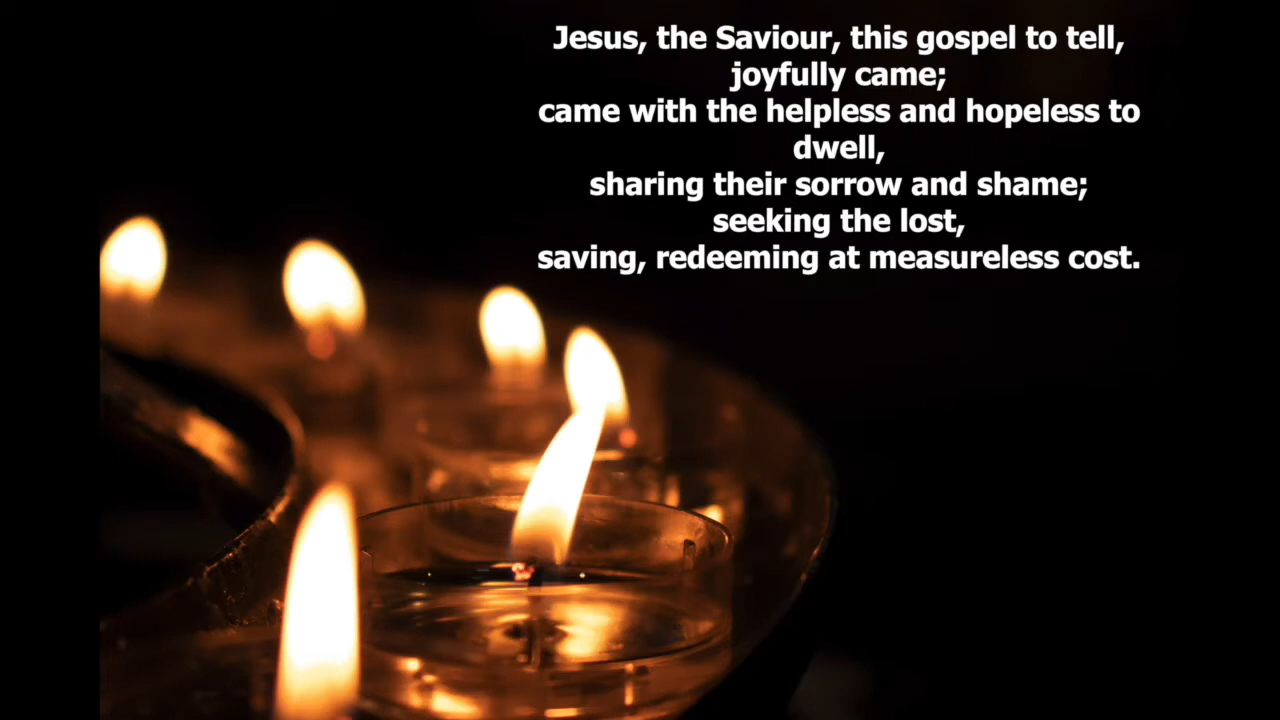 Jesus, the Saviour, this gospel to tell,
joyfully came;
came with the helpless and hopeless to
dwell,
sharing their sorrow and shame;
seeking the lost,
saving, redeeming at measureless cost.